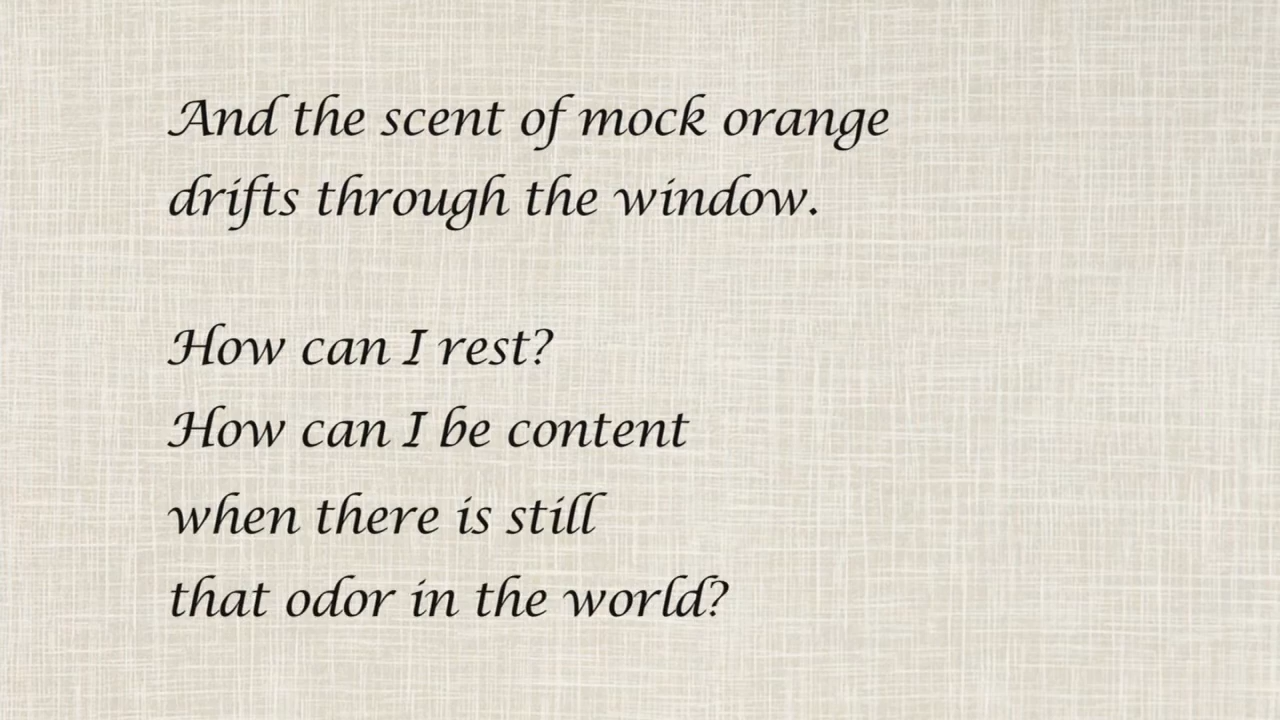 And the scent of mock orange
drifts through the window.
How can I rest?
How can I be content
when there is still
that odor in the world?